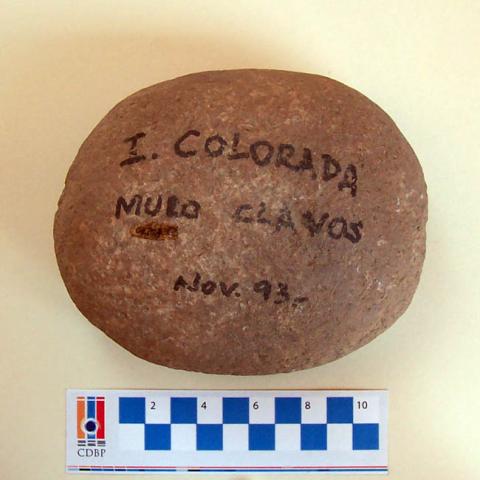 I. COLORADA
MURO CLAVOS
NOV. 93.-
2 4 6 8 10
CDBP